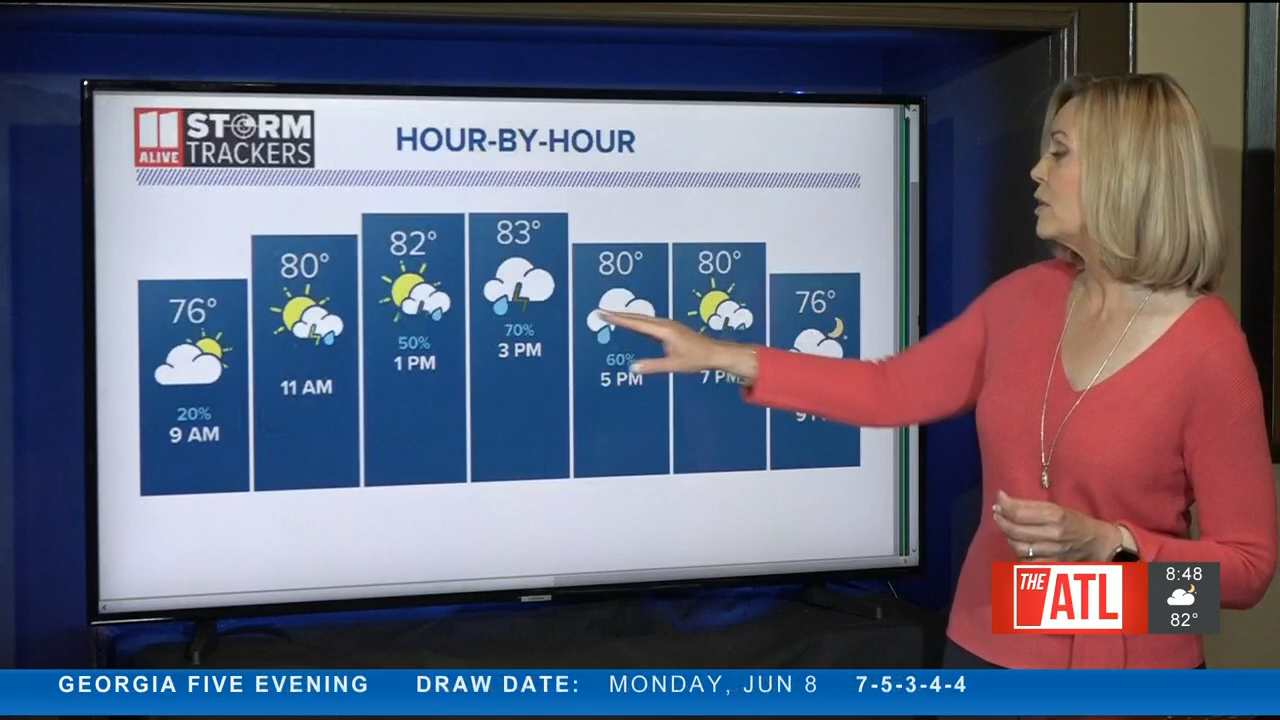 11 ALIVE STORM TRACKERS
HOUR-BY-HOUR
76°
20%
9 AM
80°
11 AM
82°
50%
1 PM
83°
70%
3 PM
80°
60%
5 PM
80°
7 PM
76°
THE ATL
8:48
82°
GEORGIA FIVE EVENING DRAW DATE: MONDAY, JUN 8 7-5-3-4-4